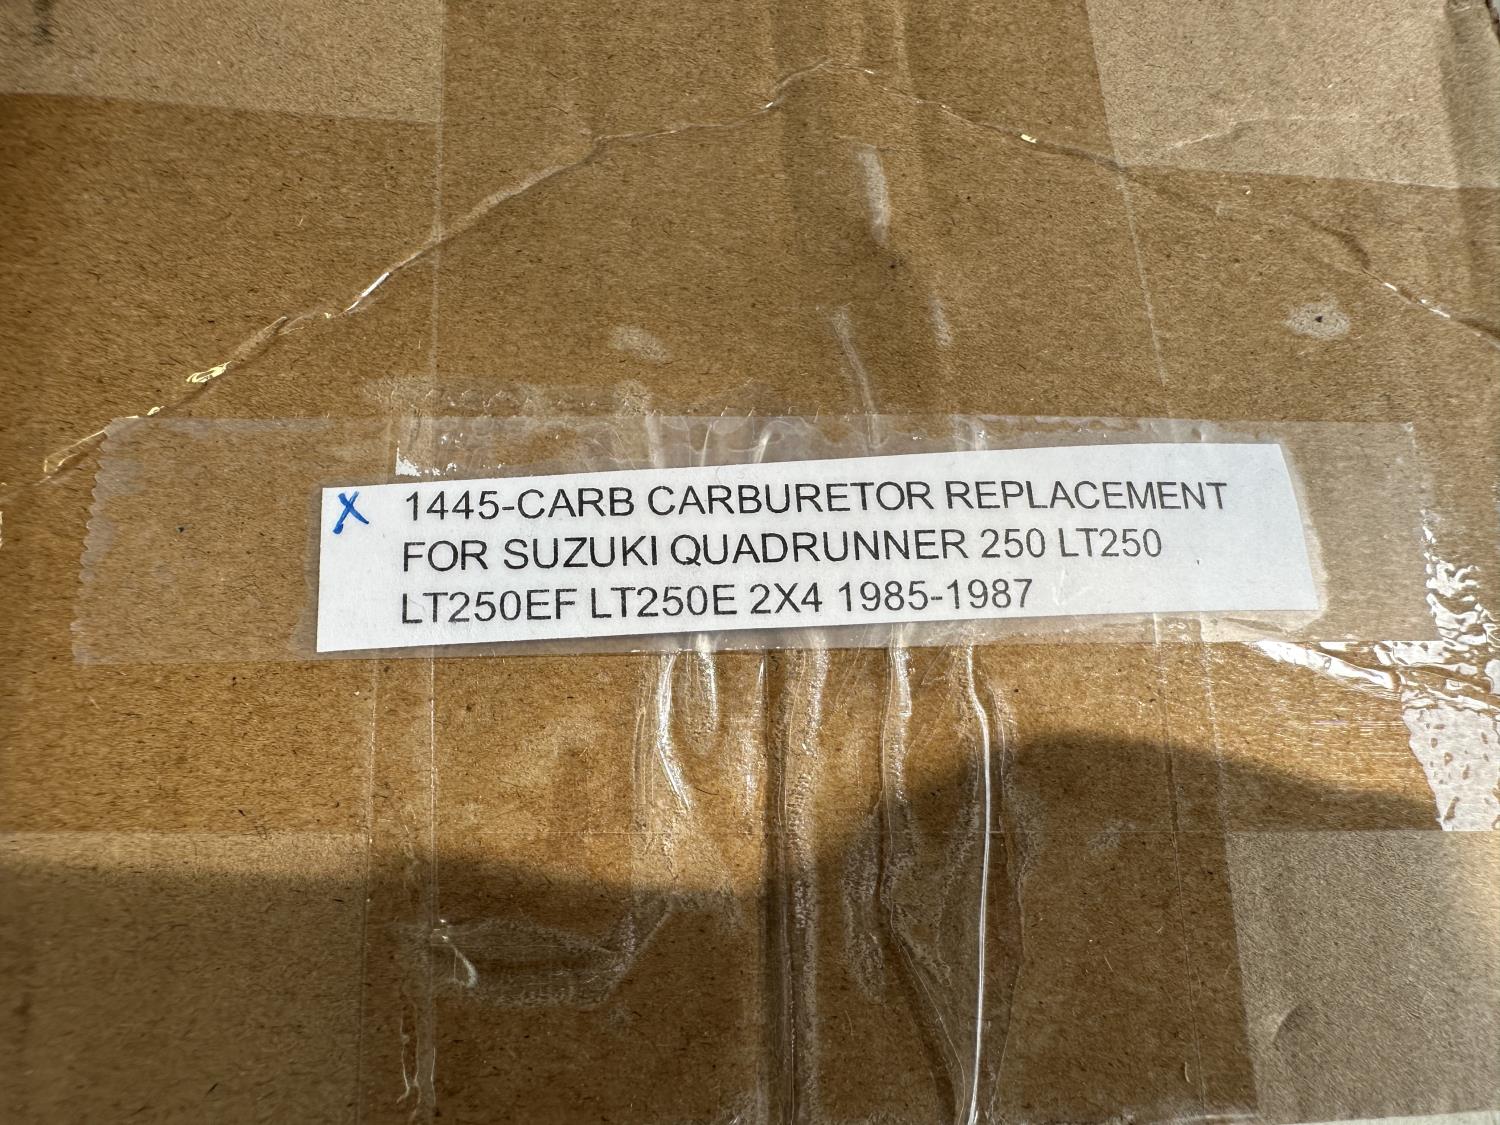 X 1445-CARB CARBURETOR REPLACEMENT
FOR SUZUKI QUADRUNNER 250 LT250
LT250EF LT250E 2X4 1985-1987